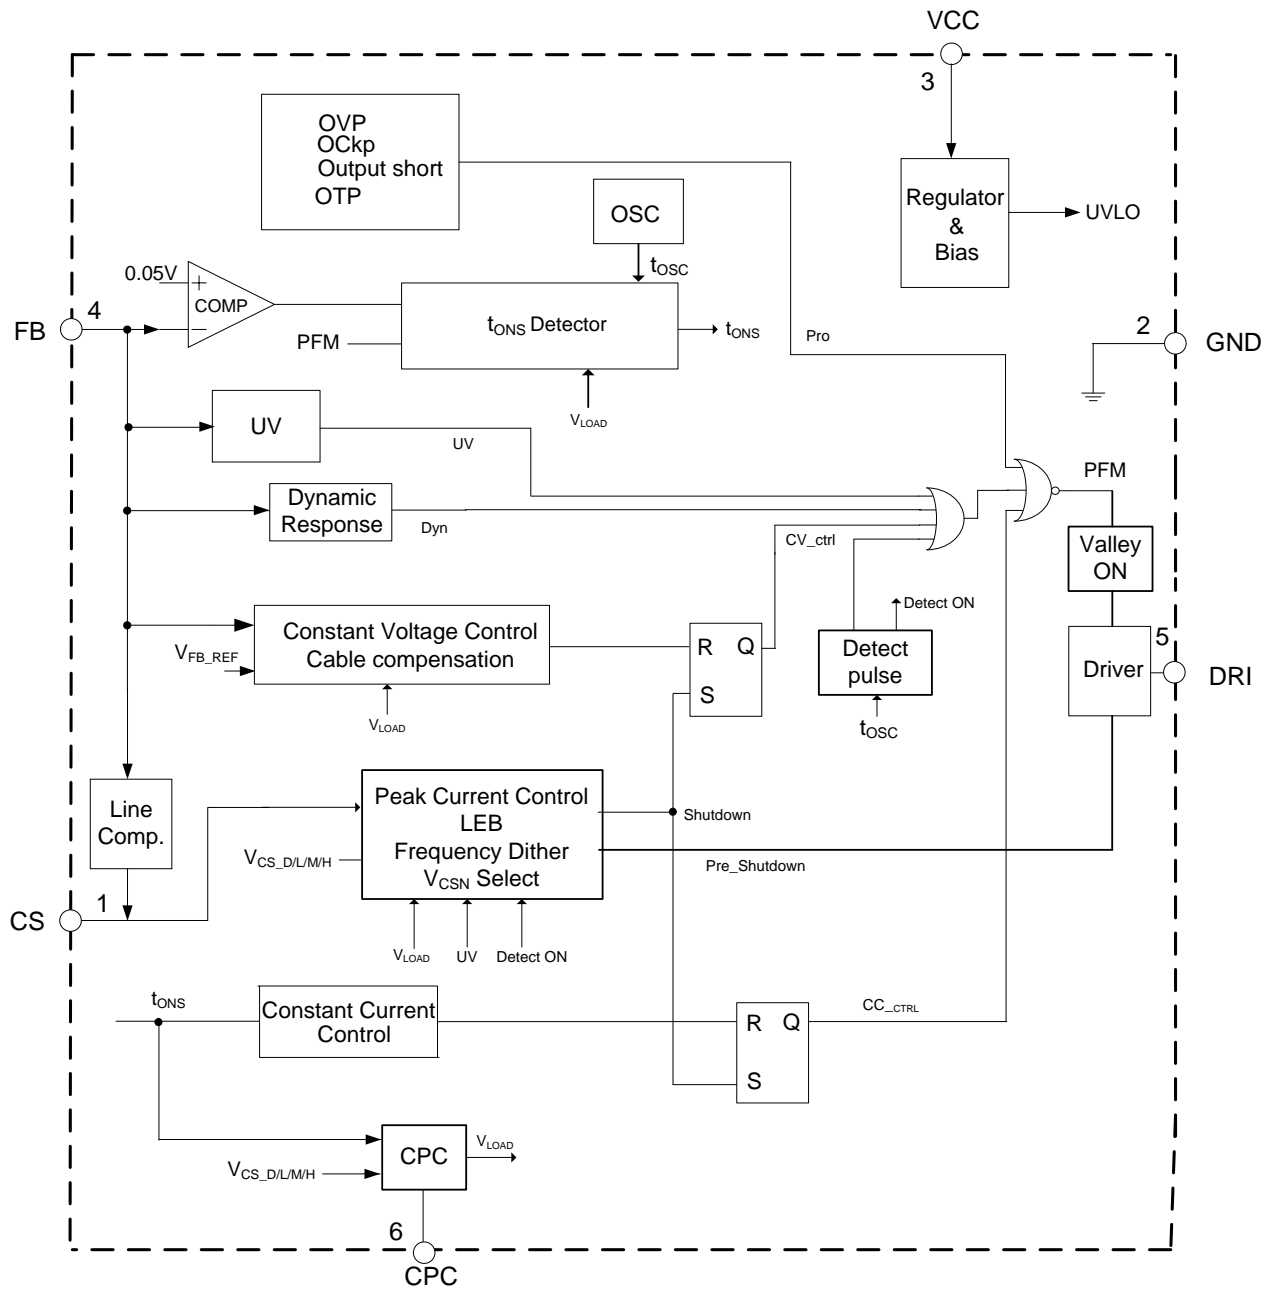 VCC
3
OVP
OCkp
Output short
OTP
OSC
tOSC
Regulator
&
Bias
UVLO
0.05V
+
COMP
−
4
FB
PFM
tONS Detector
tONS
VLOAD
Pro
2
GND
UV
UV
Dynamic
Response
Dyn
CV_ctrl
PFM
Valley
ON
Constant Voltage Control
Cable compensation
VFB_REF
VLOAD
R Q
S
Detect ON
Detect
pulse
tOSC
Driver
5
DRI
Line
Comp.
Peak Current Control
LEB
Frequency Dither
VCSN Select
VCS_D/L/M/H
Shutdown
Pre_Shutdown
1
CS
VLOAD
UV
Detect ON
tONS
Constant Current
Control
R Q
S
CC_CTRL
CPC
VLOAD
VCS_D/L/M/H
6
CPC